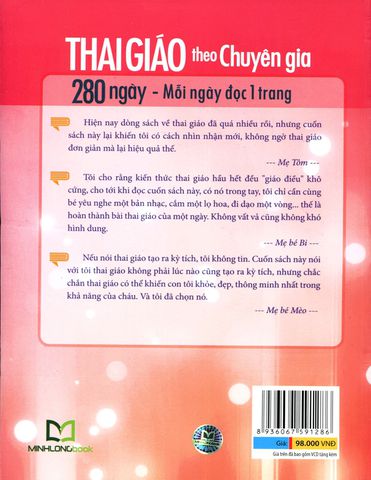 THAI GIÁO theo Chuyên gia
280 ngày - Mỗi ngày đọc 1 trang
Hiện nay dòng sách về thai giáo đã quá nhiều rồi, nhưng cuốn
sách này lại khiến tôi có cách nhìn nhận mới, không ngờ thai giáo
đơn giản mà lại hiệu quả thế.
--- Mẹ Tôm ---
Tôi cho rằng kiến thức thai giáo hầu hết đều "giáo điều" khô
cứng, cho tới khi đọc cuốn sách này, có nó trong tay, tôi chỉ cần cùng
bé yêu nghe một bản nhạc, cắm một lọ hoa, đi dạo một vòng... thế là
hoàn thành bài thai giáo của một ngày. Không vất vả cũng không khó
hình dung.
--- Mẹ bé Bi ---
Nếu nói thai giáo tạo ra kỳ tích, tôi không tin. Cuốn sách này nói
với tôi thai giáo không phải lúc nào cũng tạo ra kỳ tích, nhưng chắc
chắn thai giáo có thể khiến con tôi khỏe, đẹp, thông minh nhất trong
khả năng của cháu. Và tôi đã chọn nó.
--- Mẹ bé Mèo ---
MINHLONGbook
8 936067 591286
Giá: 98.000 VNĐ
Giá trên đã bao gồm VCD tặng kèm